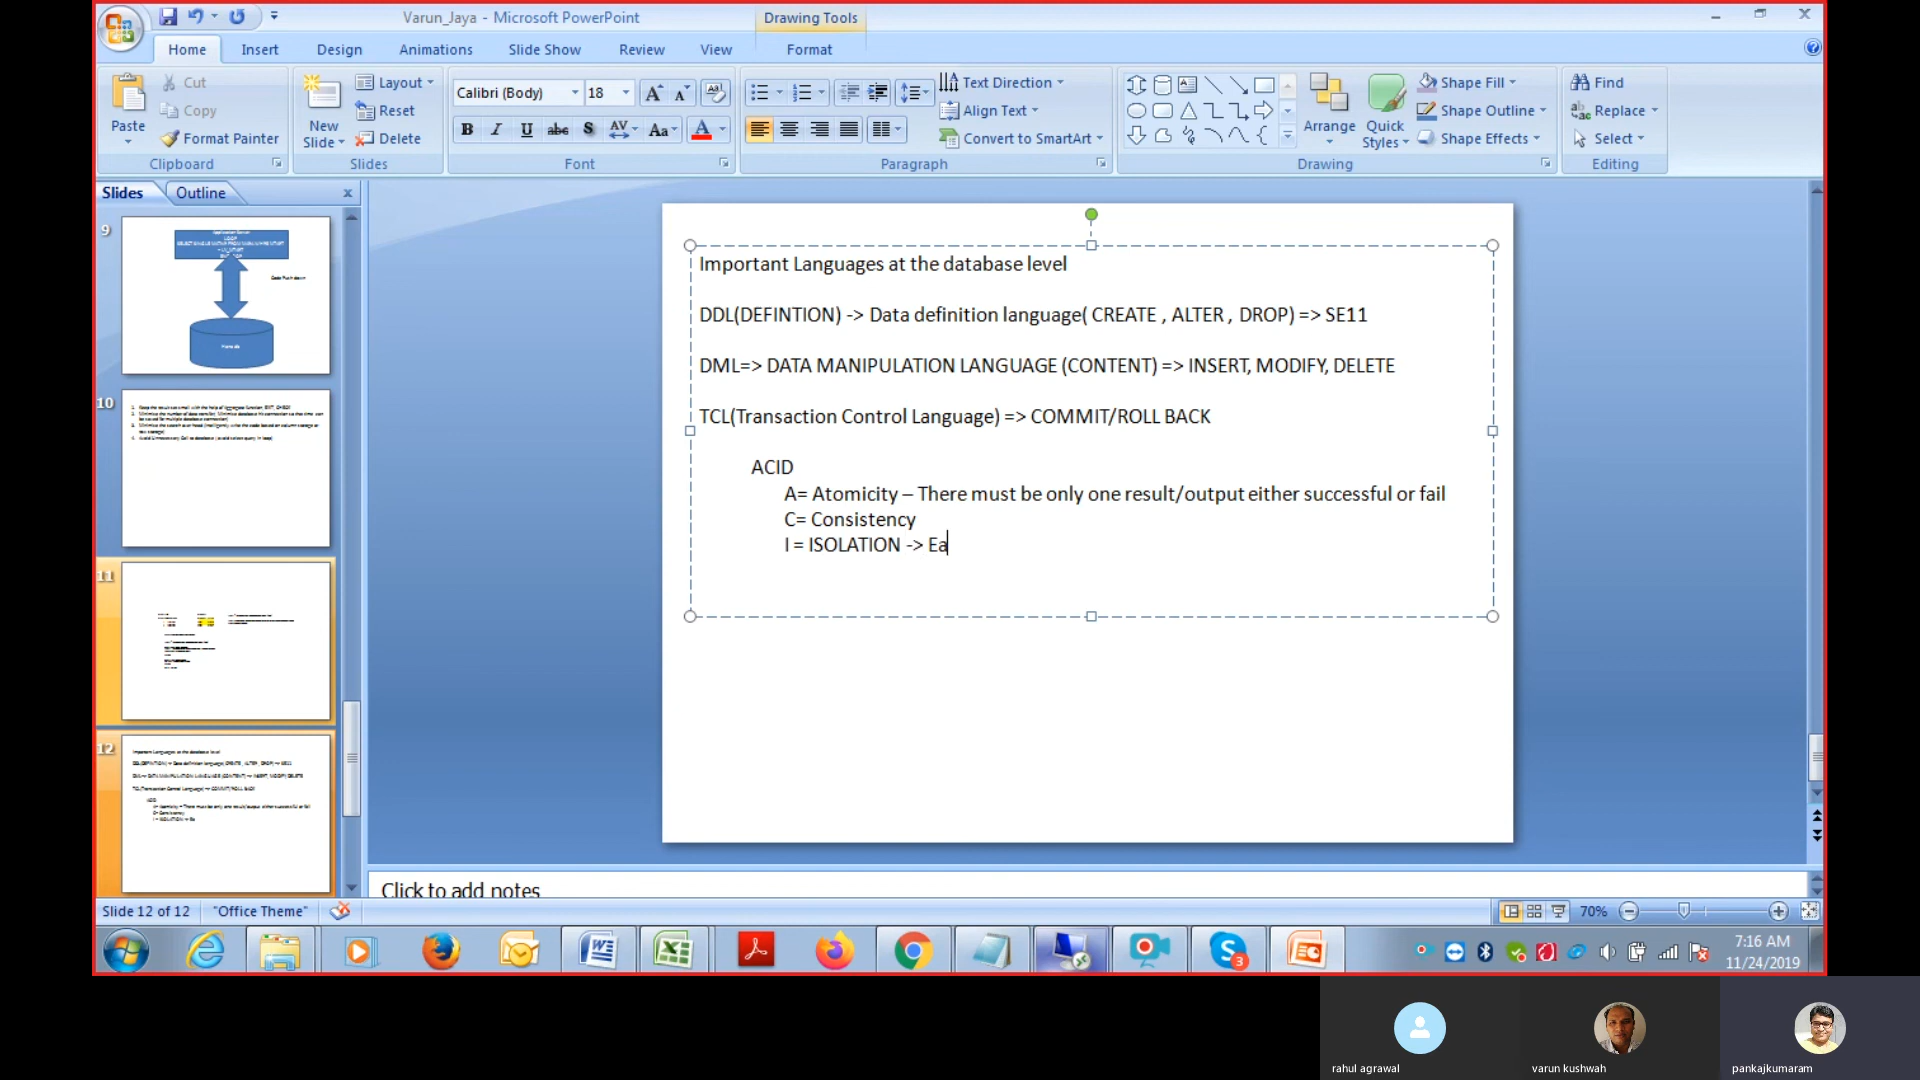 Varun_Jaya - Microsoft PowerPoint
Drawing Tools
Home
Insert
Design
Animations
Slide Show
Review
View
Format
Paste
Cut
Copy
Format Painter
Clipboard
New Slide
Layout
Reset
Delete
Slides
Calibri (Body)
18
Font
Text Direction
Align Text
Convert to SmartArt
Paragraph
Arrange
Quick Styles
Shape Fill
Shape Outline
Shape Effects
Drawing
Find
Replace
Select
Editing
Slides
Outline
9
10
11
12
Important Languages at the database level
DDL(DEFINTION) -> Data definition language( CREATE , ALTER , DROP) => SE11
DML=> DATA MANIPULATION LANGUAGE (CONTENT) => INSERT, MODIFY, DELETE
TCL(Transaction Control Language) => COMMIT/ROLL BACK
ACID
A= Atomicity – There must be only one result/output either successful or fail
C= Consistency
I = ISOLATION -> Ea
Click to add notes
Slide 12 of 12
"Office Theme"
70%
3
7:16 AM
11/24/2019
rahul agrawal
varun kushwah
pankajkumaram